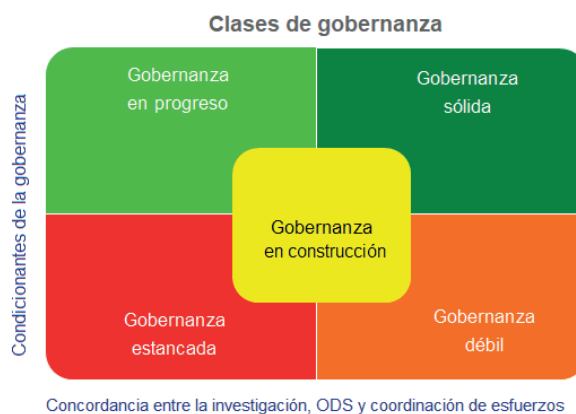 Clases de gobernanza
Condicionantes de la gobernanza
Gobernanza
en progreso
Gobernanza
sólida
Gobernanza
en construcción
Gobernanza
estancada
Gobernanza
débil
Concordancia entre la investigación, ODS y coordinación de esfuerzos